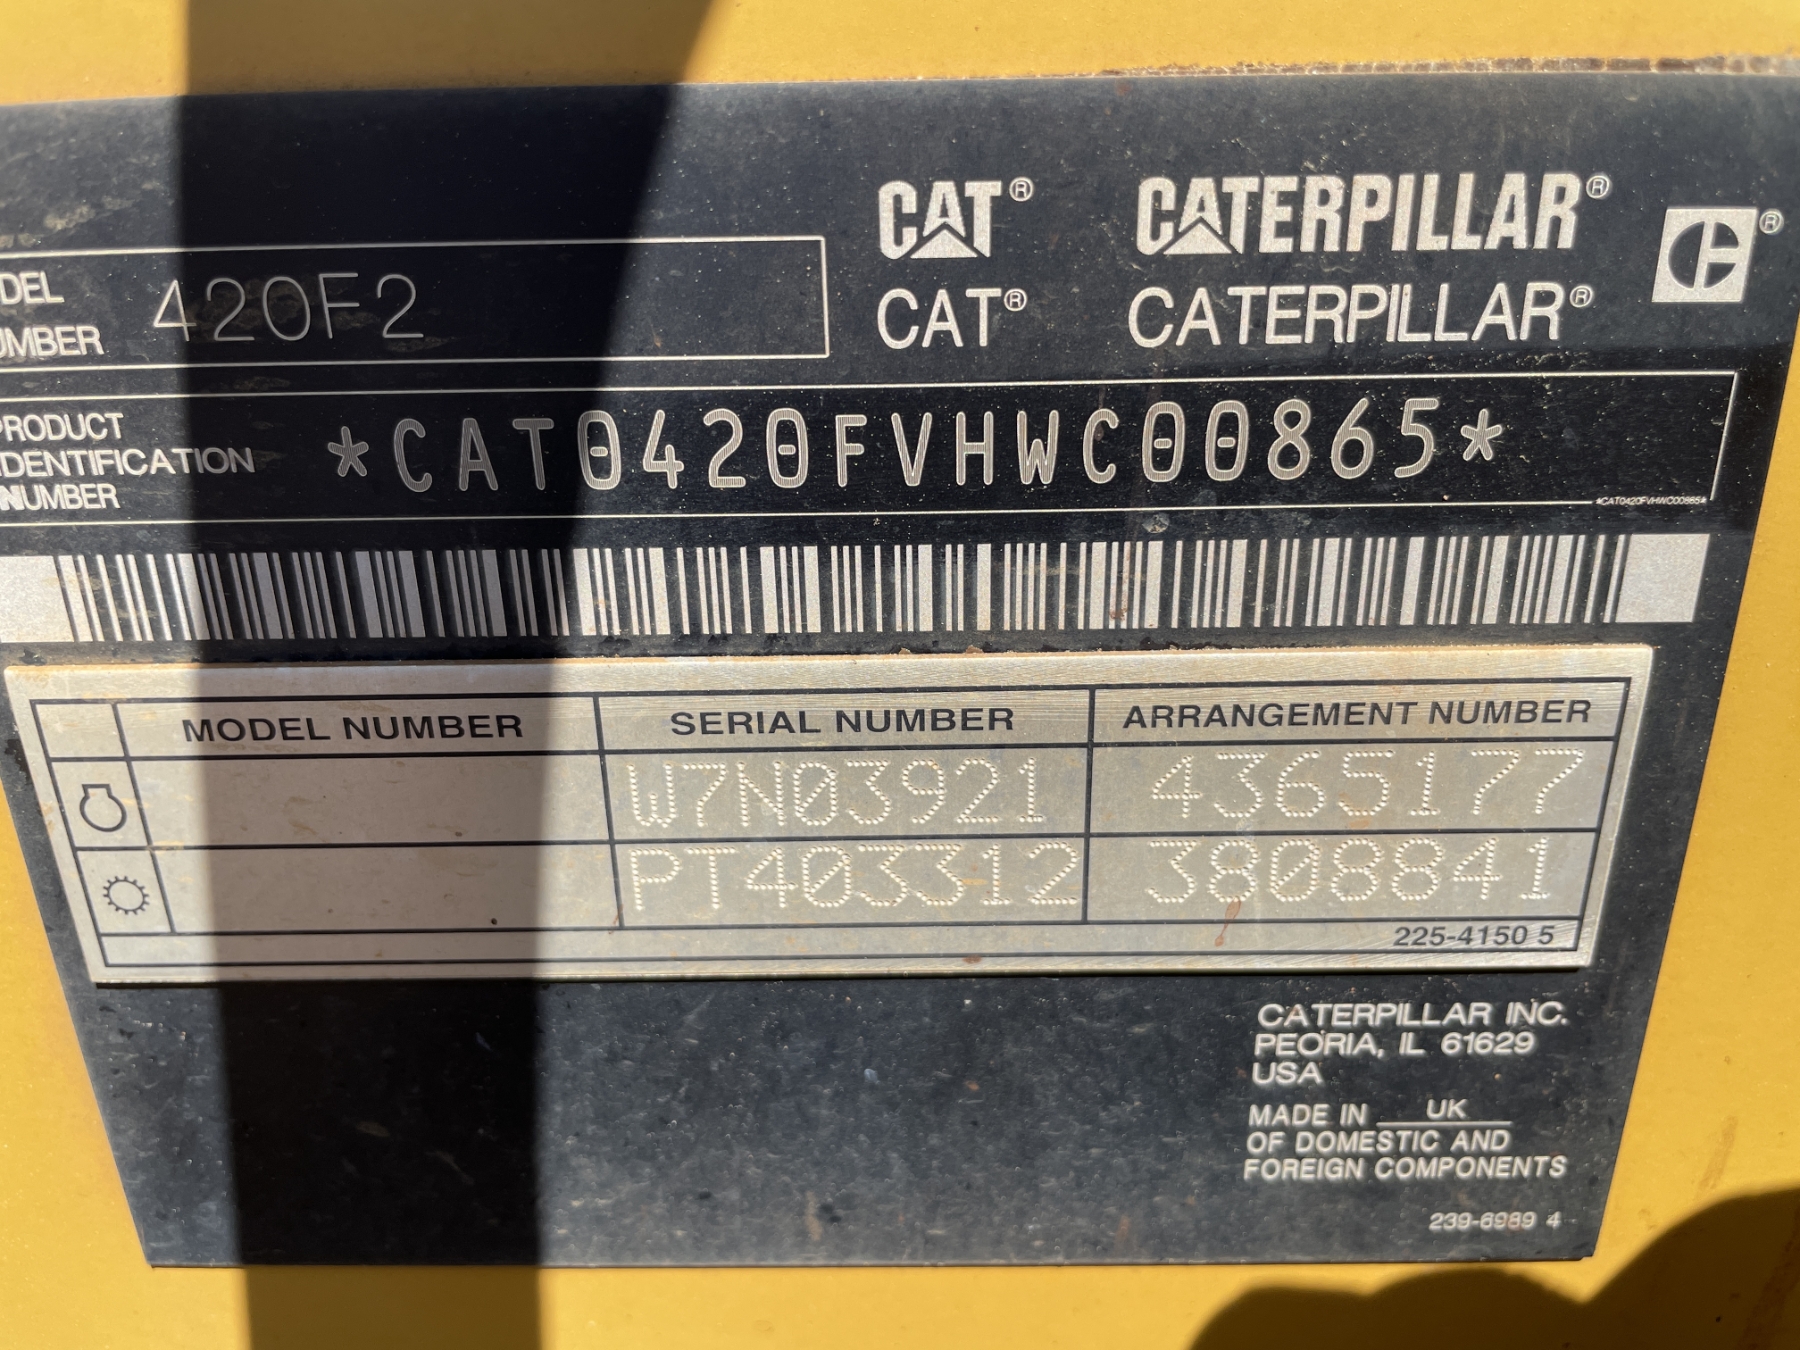 CAT® CATERPILLAR®
CAT® CATERPILLAR®
DEL
UMBER 420F2
PRODUCT
IDENTIFICATION
NUMBER
*CAT0420FVHWC00865*
*CAT0420FVHWC00865*
MODEL NUMBER SERIAL NUMBER ARRANGEMENT NUMBER
W7N03921 4365177
PT403312 3808841
225-4150 5
CATERPILLAR INC.
PEORIA, IL 61629
USA
MADE IN UK
OF DOMESTIC AND
FOREIGN COMPONENTS
239-6989 4